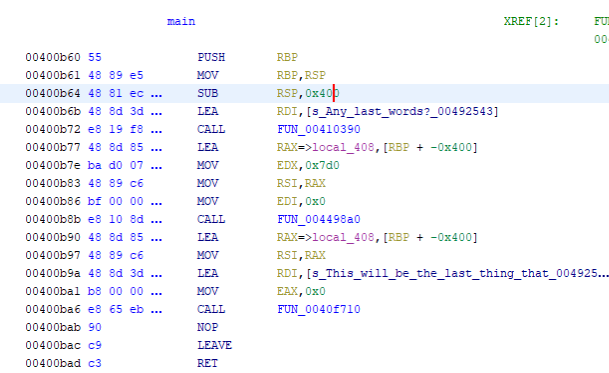 main XREF[2]: FU
00
00400b60 55 PUSH RBP
00400b61 48 89 e5 MOV RBP,RSP
00400b64 48 81 ec ... SUB RSP,0x400
00400b6b 48 8d 3d ... LEA RDI,[s_Any_last_words?_00492543]
00400b72 e8 19 f8 ... CALL FUN_00410390
00400b77 48 8d 85 ... LEA RAX=>local_408,[RBP + -0x400]
00400b7e ba d0 07 ... MOV EDX,0x7d0
00400b83 48 89 c6 MOV RSI,RAX
00400b86 bf 00 00 ... MOV EDI,0x0
00400b8b e8 10 8d ... CALL FUN_004498a0
00400b90 48 8d 85 ... LEA RAX=>local_408,[RBP + -0x400]
00400b97 48 89 c6 MOV RSI,RAX
00400b9a 48 8d 3d ... LEA RDI,[s_This_will_be_the_last_thing_that_004925...
00400ba1 b8 00 00 ... MOV EAX,0x0
00400ba6 e8 65 eb ... CALL FUN_0040f710
00400bab 90 NOP
00400bac c9 LEAVE
00400bad c3 RET